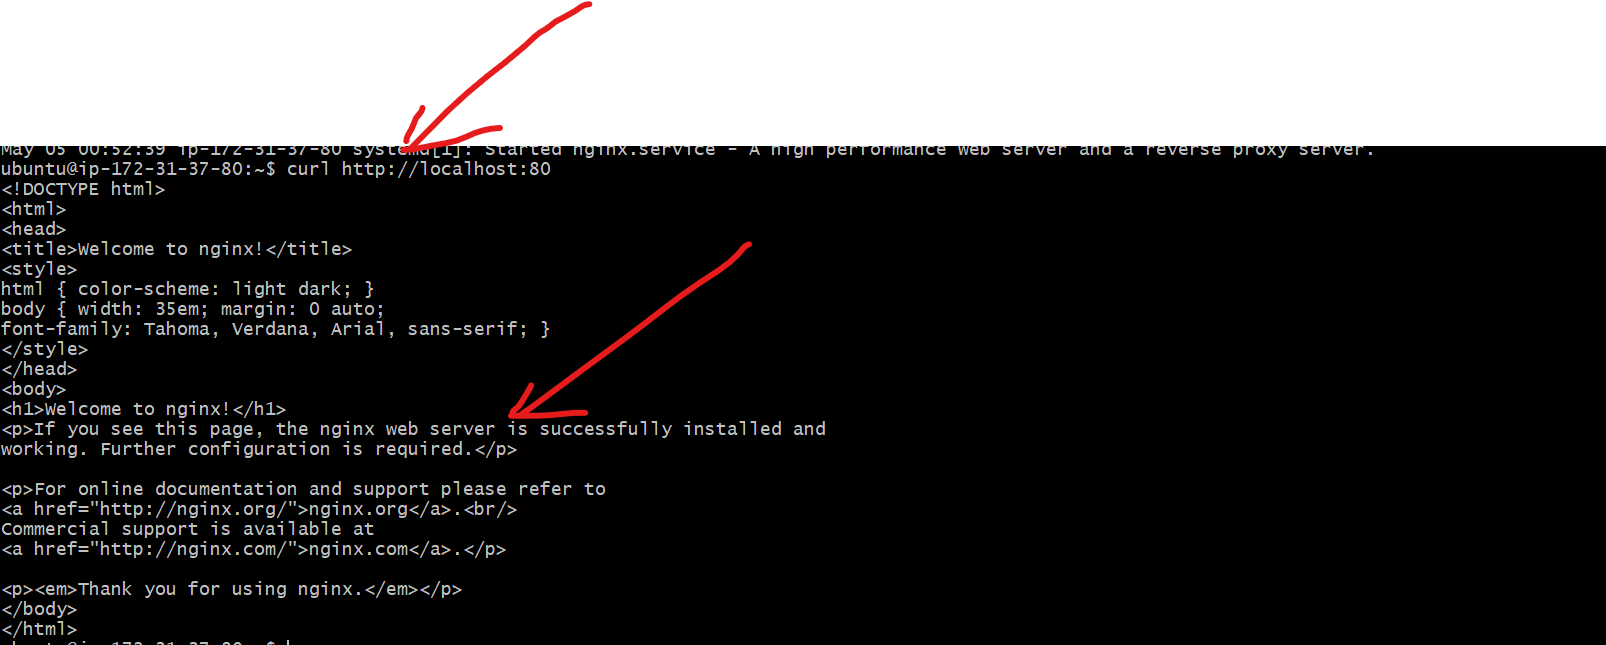 May 05 00:52:39 ip-172-31-37-80 systemd[1]: Started nginx.service - A high performance web server and a reverse proxy server.
ubuntu@ip-172-31-37-80:~$ curl http://localhost:80
<!DOCTYPE html>
<html>
<head>
<title>Welcome to nginx!</title>
<style>
html { color-scheme: light dark; }
body { width: 35em; margin: 0 auto;
font-family: Tahoma, Verdana, Arial, sans-serif; }
</style>
</head>
<body>
<h1>Welcome to nginx!</h1>
<p>If you see this page, the nginx web server is successfully installed and
working. Further configuration is required.</p>

<p>For online documentation and support please refer to
<a href="http://nginx.org/">nginx.org</a>.<br/>
Commercial support is available at
<a href="http://nginx.com/">nginx.com</a>.</p>

<p><em>Thank you for using nginx.</em></p>
</body>
</html>
ubuntu@ip-172-31-37-80:~$